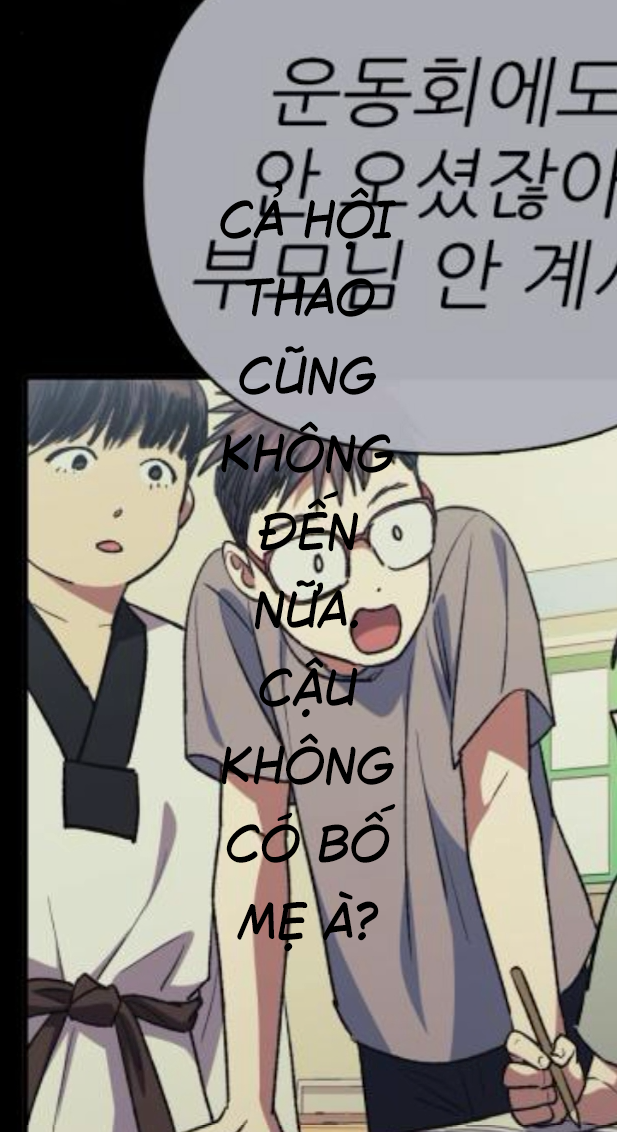 운동회에도
안 오셨잖아
부모님 안 계시
CẢ HỘI
THAO
CŨNG
KHÔNG
ĐẾN
NỮA.
CẬU
KHÔNG
CÓ BỐ
MẸ À?